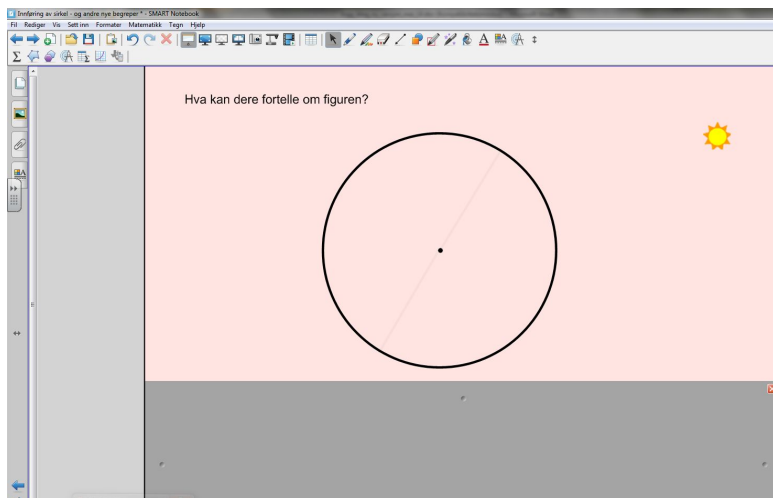 Innføring av sirkel - og andre nye begreper * - SMART Notebook
Fil Rediger Vis Sett inn Formater Matematikk Tegn Hjelp
Hva kan dere fortelle om figuren?